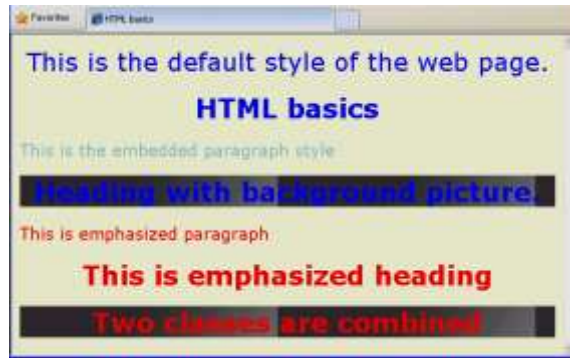 Favorites HTML basics
This is the default style of the web page.
HTML basics
This is the embedded paragraph style
Heading with background picture.
This is emphasized paragraph
This is emphasized heading
Two classes are combined